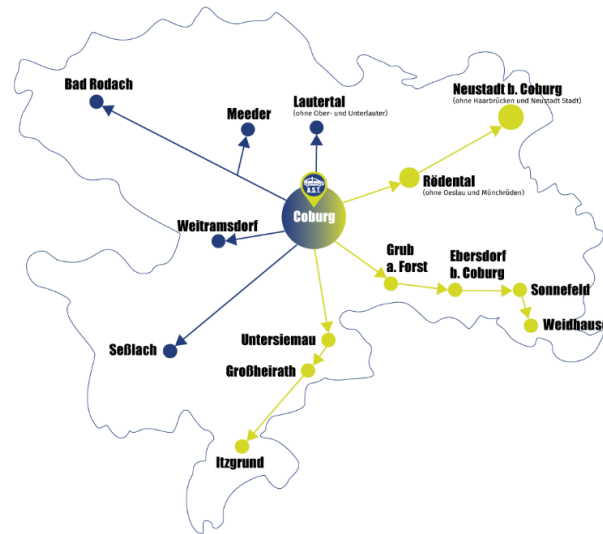 Bad Rodach
Meeder
Lautertal
(ohne Ober- und Unterlauter)
Neustadt b. Coburg
(ohne Haarbrücken und Neustadt Stadt)
Rödental
(ohne Oeslau und Mönchröden)
A.S.T.
Coburg
Weitramsdorf
Grub
a. Forst
Ebersdorf
b. Coburg
Sonnefeld
Weidhause
Untersiemau
Großheirath
Seßlach
Itzgrund